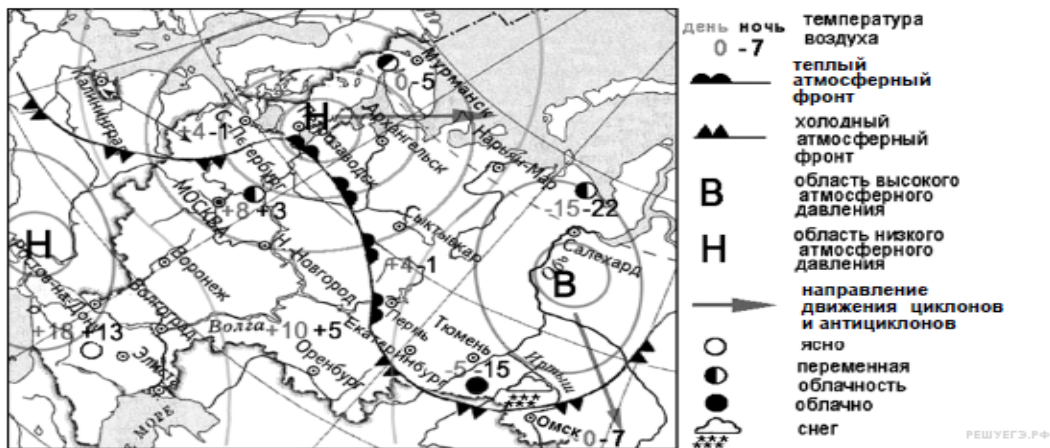 Мурманск
0 -5
Калининград
С.-Петербург
+4 -1
Н
Петрозаводск
Архангельск
Нарьян-Мар
МОСКВА
+8 +3
-15 -22
Сыктывкар
Салехард
Н
Обь
В
+4 -1
Н. Новгород
Воронеж
Ростов-на-Дону
Волгоград
Пермь
Волга
+10 +5
Екатеринбург
Тюмень
+18 +13
Элиста
Оренбург
-5 -15
Иртыш
Омск
-0 -7
МОРЕ
день ночь
0 -7
температура
воздуха
теплый
атмосферный
фронт
холодный
атмосферный
фронт
В
область высокого
атмосферного
давления
Н
область низкого
атмосферного
давления
направление
движения циклонов
и антициклонов
ясно
переменная
облачность
облачно
снег
РЕШУЕГЭ.РФ